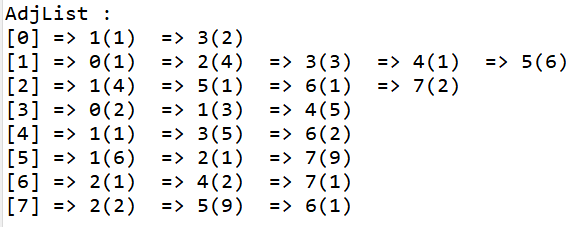 AdjList :
[0] => 1(1)  => 3(2)
[1] => 0(1)  => 2(4)  => 3(3)  => 4(1)  => 5(6)
[2] => 1(4)  => 5(1)  => 6(1)  => 7(2)
[3] => 0(2)  => 1(3)  => 4(5)
[4] => 1(1)  => 3(5)  => 6(2)
[5] => 1(6)  => 2(1)  => 7(9)
[6] => 2(1)  => 4(2)  => 7(1)
[7] => 2(2)  => 5(9)  => 6(1)